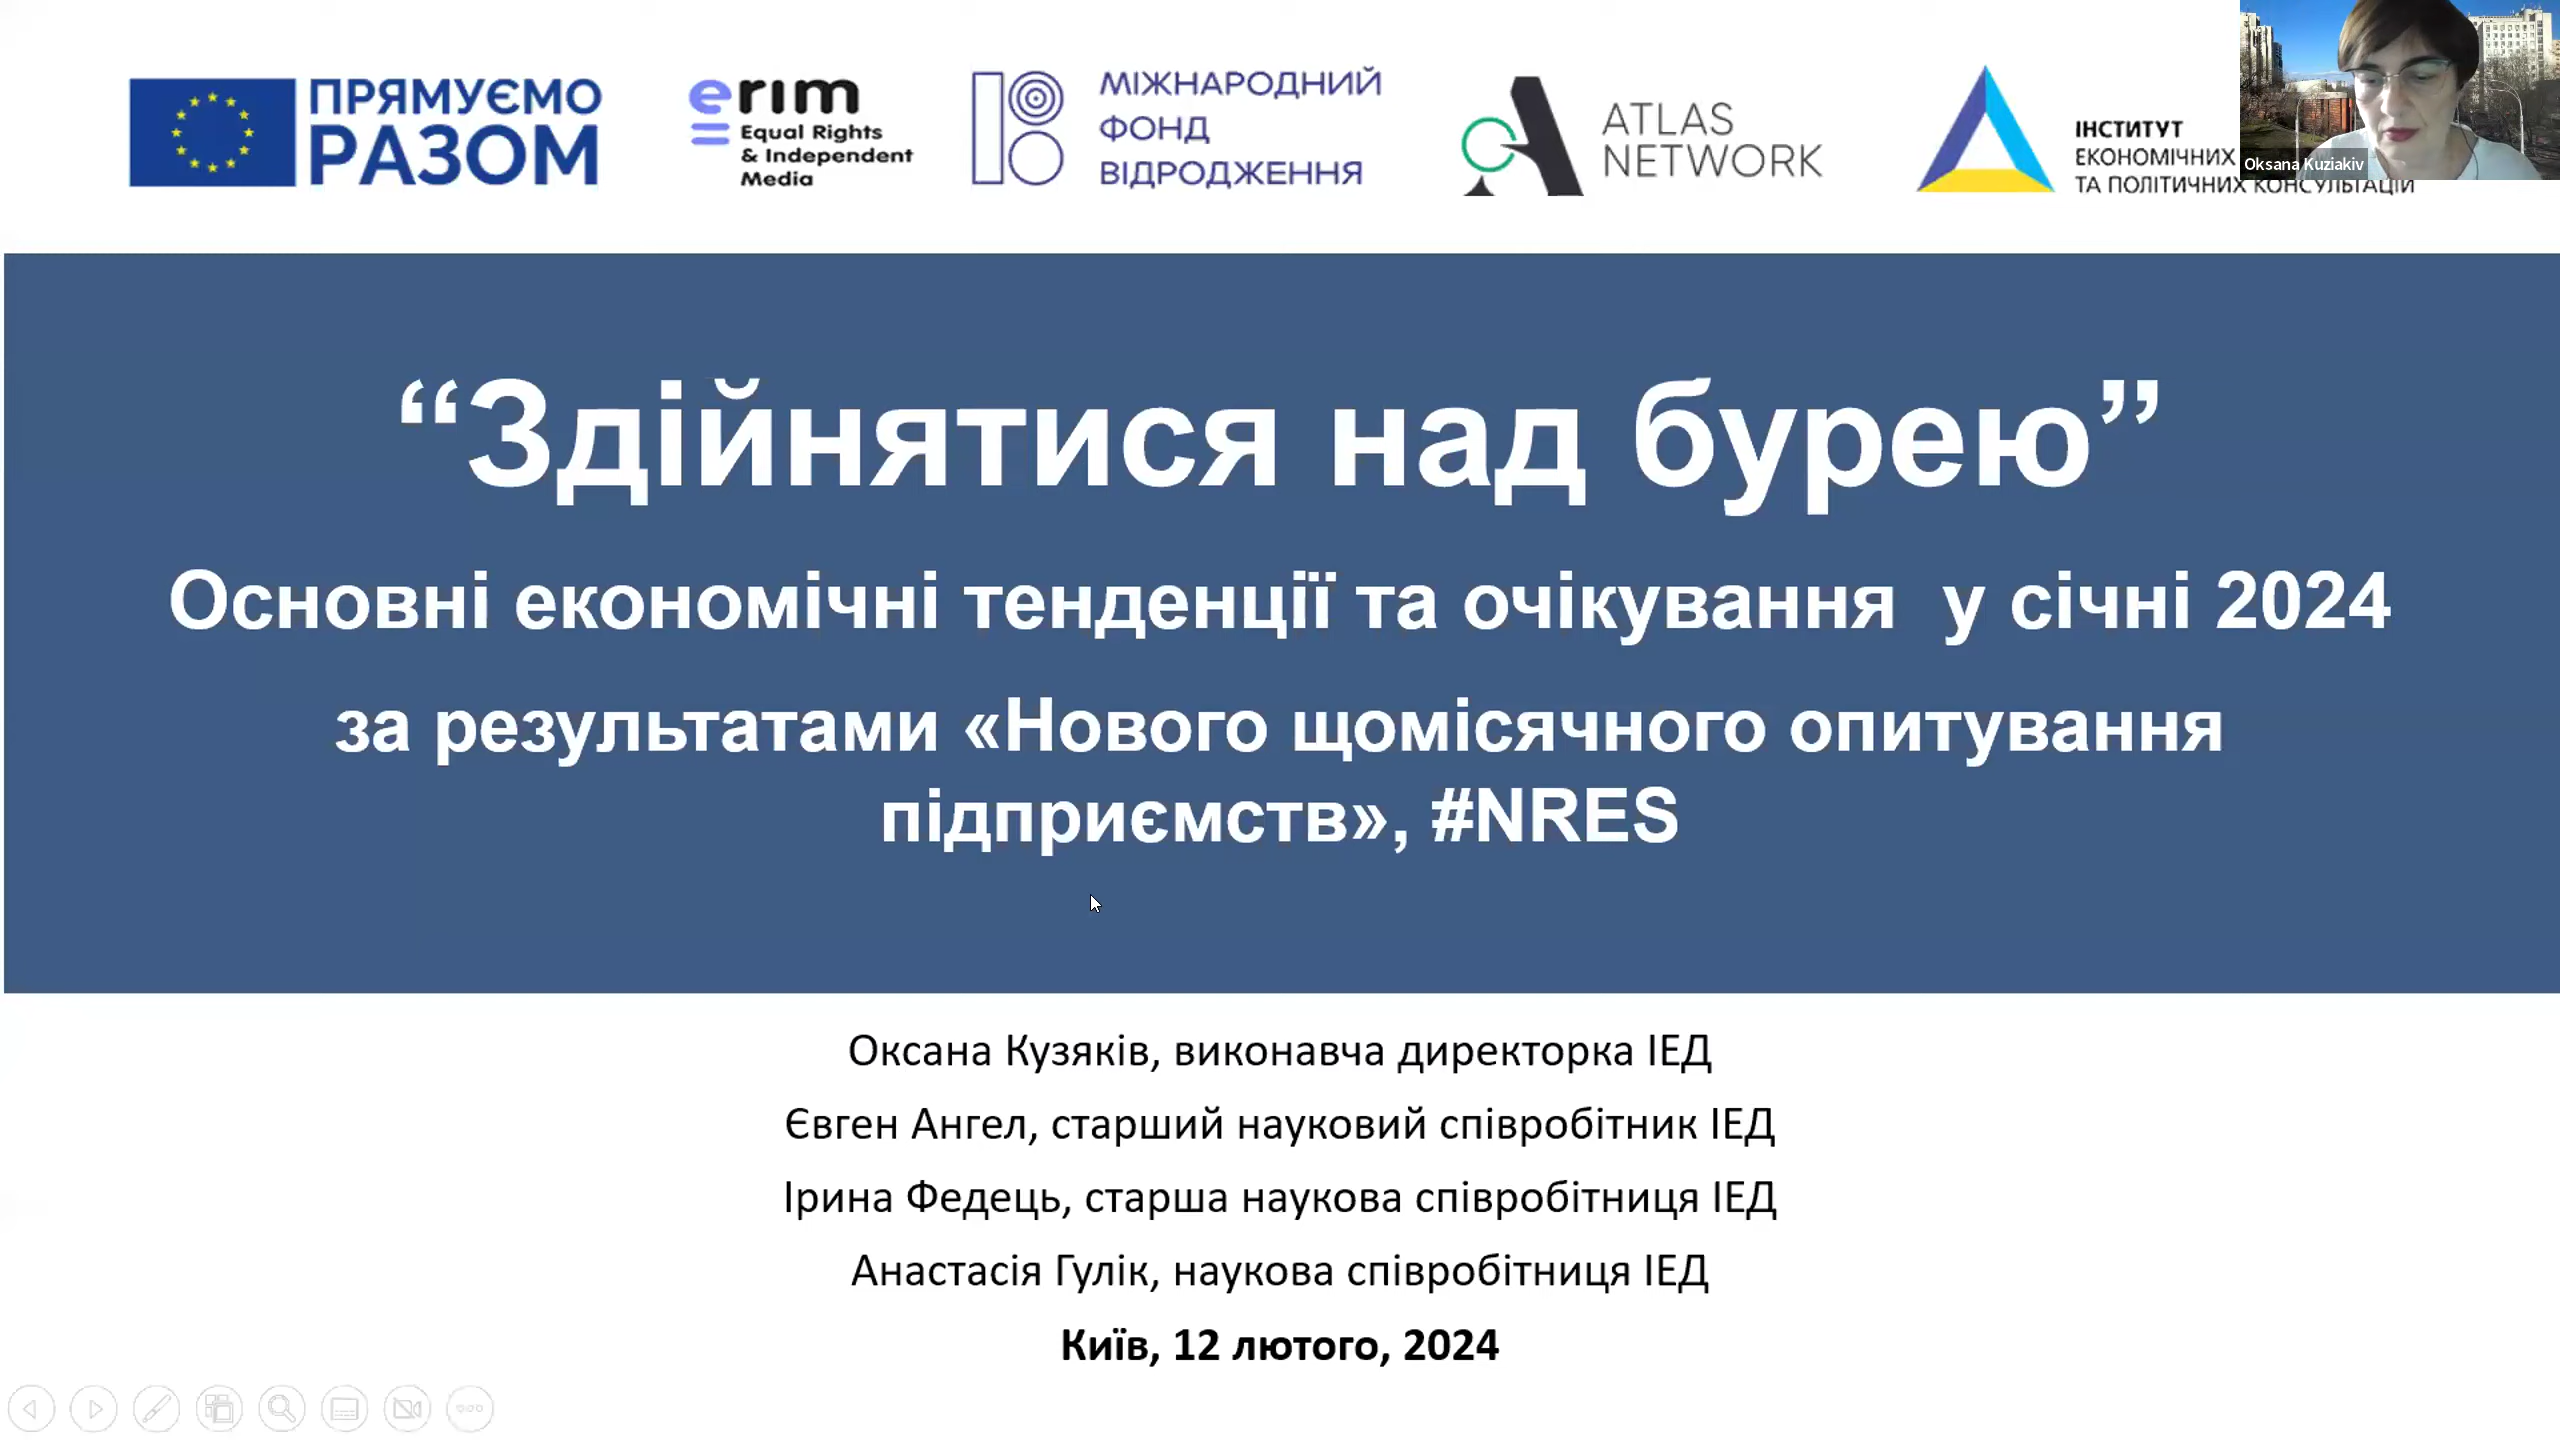 ПРЯМУЄМО
РАЗОМ
erim
Equal Rights
& Independent
Media
МІЖНАРОДНИЙ
ФОНД
ВІДРОДЖЕННЯ
ATLAS
NETWORK
ІНСТИТУТ
ЕКОНОМІЧНИХ
ТА ПОЛІТИЧНИХ КОНСУЛЬТАЦІЙ
Oksana Kuziakiv
“Здійнятися над бурею”
Основні економічні тенденції та очікування у січні 2024
за результатами «Нового щомісячного опитування
підприємств», #NRES
Оксана Кузяків, виконавча директорка ІЕД
Євген Ангел, старший науковий співробітник ІЕД
Ірина Федець, старша наукова співробітниця ІЕД
Анастасія Гулік, наукова співробітниця ІЕД
Київ, 12 лютого, 2024